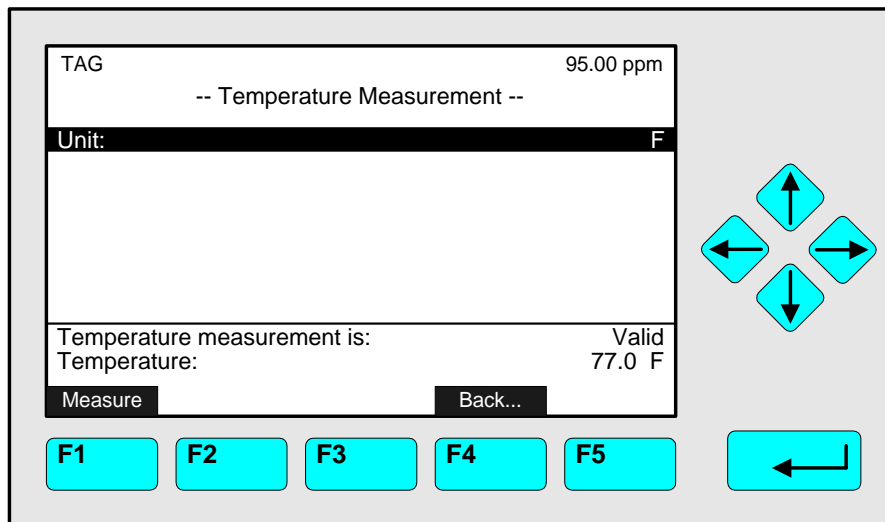 TAG 95.00 ppm
-- Temperature Measurement --
Unit: F
Temperature measurement is: Valid
Temperature: 77.0 F
Measure Back...
F1 F2 F3 F4 F5